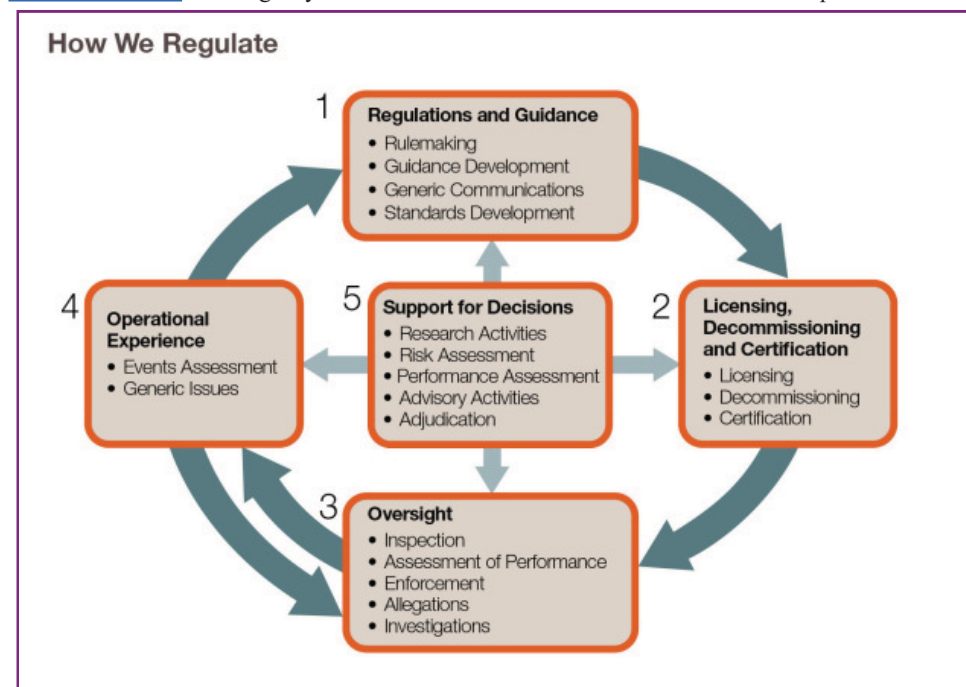 How We Regulate
1
Regulations and Guidance
• Rulemaking
• Guidance Development
• Generic Communications
• Standards Development
2
Licensing,
Decommissioning
and Certification
• Licensing
• Decommissioning
• Certification
3
Oversight
• Inspection
• Assessment of Performance
• Enforcement
• Allegations
• Investigations
4
Operational
Experience
• Events Assessment
• Generic Issues
5
Support for Decisions
• Research Activities
• Risk Assessment
• Performance Assessment
• Advisory Activities
• Adjudication